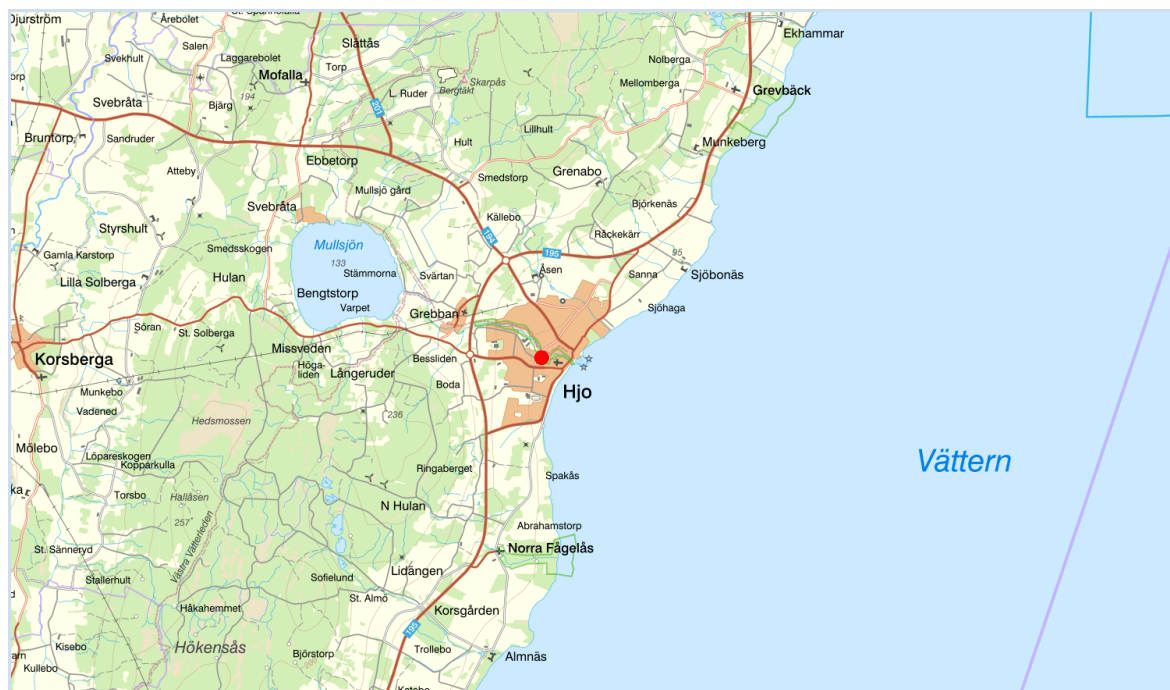 Djurström
Årebolet
Slättås
Ekhammar
Salen
Svekhult
Laggarebolet
Torp
Nolberga
Mofalla
Skarpås
Mellomberga
Bergtäkt
Grevbäck
L. Ruder
194
Svebråta
Bjärg
201
Lillhult
Bruntorp
Sandruder
Hult
Munkeberg
Ebbetorp
Atteby
Smedstorp
Grenabo
Mullsjö gård
Svebråta
Björkenäs
Källebo
Styrshult
194
Råckekärr
Mullsjön
Smedsskogen
195
95
Gamla Karstorp
133
Åsen
Stämmorna
Svärtan
Sanna
Sjöbonäs
Hulan
Lilla Solberga
Bengtstorp
Varpet
Grebban
Sjöhaga
Söran
St. Solberga
Missveden
Korsberga
Bessliden
Höga-
liden
Långeruder
Boda
Hjo
Munkebo
Vadened
236
Hedsmossen
Mölebo
Löpareskogen
Kopparkulla
Vättern
Ringaberget
Spakås
Torsbo
Hallåsen
N Hulan
257
Abrahamstorp
St. Sänneryd
Västra Vätterleden
Norra Fågelås
Lidängen
Stallerhult
Sofielund
St. Almö
Håkahemmet
Korsgården
195
Hökensås
Kisebo
Björstorp
Trollebo
Almnäs
Kullebo